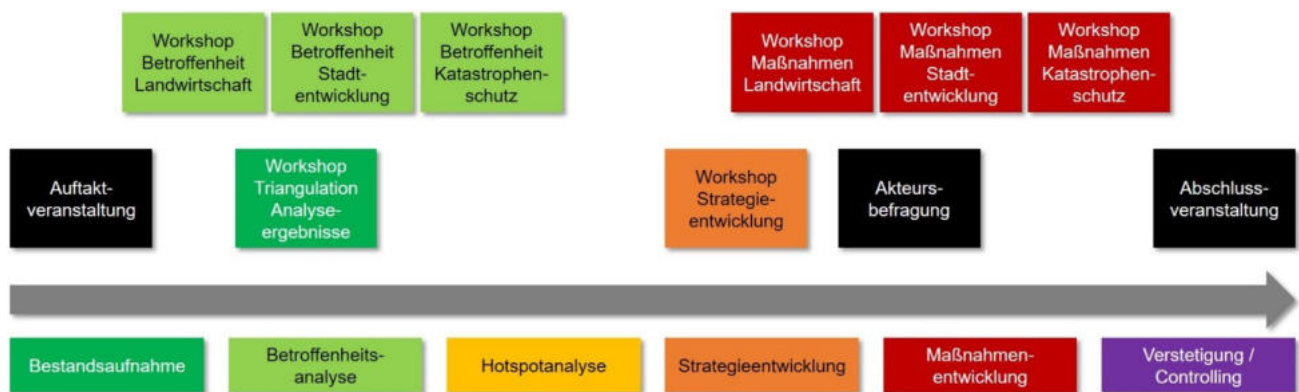 Workshop
Betroffenheit
Landwirtschaft
Workshop
Betroffenheit
Stadt-
entwicklung
Workshop
Betroffenheit
Katastrophen-
schutz
Workshop
Maßnahmen
Landwirtschaft
Workshop
Maßnahmen
Stadt-
entwicklung
Workshop
Maßnahmen
Katastrophen-
schutz
Auftakt-
veranstaltung
Workshop
Triangulation
Analyse-
ergebnisse
Workshop
Strategie-
entwicklung
Akteurs-
befragung
Abschluss-
veranstaltung
Bestandsaufnahme
Betroffenheits-
analyse
Hotspotanalyse
Strategieentwicklung
Maßnahmen-
entwicklung
Verstetigung /
Controlling